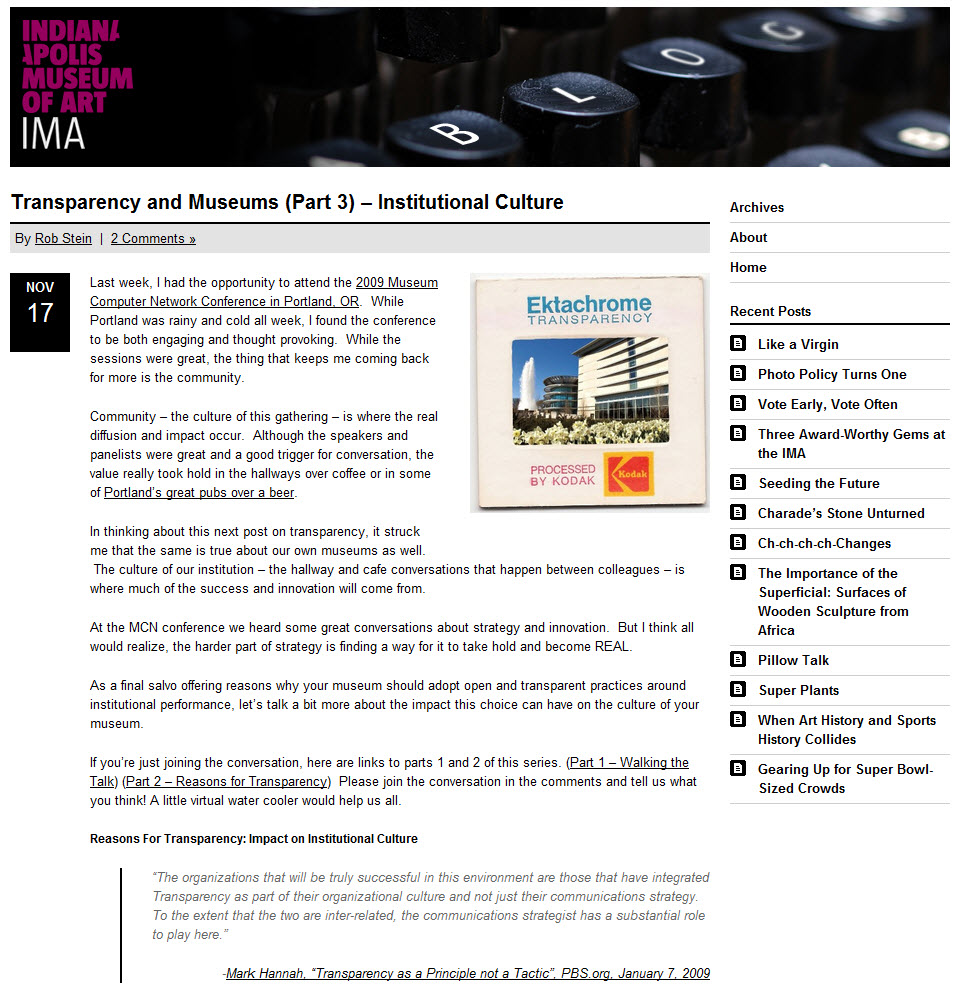 INDIANAPOLIS
MUSEUM
OF ART
IMA
B L O G
Transparency and Museums (Part 3) – Institutional Culture
By Rob Stein | 2 Comments »
NOV
17
Last week, I had the opportunity to attend the 2009 Museum
Computer Network Conference in Portland, OR. While
Portland was rainy and cold all week, I found the conference
to be both engaging and thought provoking. While the
sessions were great, the thing that keeps me coming back
for more is the community.
Ektachrome
TRANSPARENCY
PROCESSED
BY KODAK
Kodak
Community – the culture of this gathering – is where the real
diffusion and impact occur. Although the speakers and
panelists were great and a good trigger for conversation, the
value really took hold in the hallways over coffee or in some
of Portland's great pubs over a beer.
In thinking about this next post on transparency, it struck
me that the same is true about our own museums as well.
The culture of our institution – the hallway and cafe conversations that happen between colleagues – is
where much of the success and innovation will come from.
At the MCN conference we heard some great conversations about strategy and innovation. But I think all
would realize, the harder part of strategy is finding a way for it to take hold and become REAL.
As a final salvo offering reasons why your museum should adopt open and transparent practices around
institutional performance, let's talk a bit more about the impact this choice can have on the culture of your
museum.
If you're just joining the conversation, here are links to parts 1 and 2 of this series. (Part 1 – Walking the
Talk) (Part 2 – Reasons for Transparency) Please join the conversation in the comments and tell us what
you think! A little virtual water cooler would help us all.
Reasons For Transparency: Impact on Institutional Culture
“The organizations that will be truly successful in this environment are those that have integrated
Transparency as part of their organizational culture and not just their communications strategy.
To the extent that the two are inter-related, the communications strategist has a substantial role
to play here.”
-Mark Hannah, “Transparency as a Principle not a Tactic”, PBS.org, January 7, 2009
Archives
About
Home
Recent Posts
Like a Virgin
Photo Policy Turns One
Vote Early, Vote Often
Three Award-Worthy Gems at
the IMA
Seeding the Future
Charade's Stone Unturned
Ch-ch-ch-ch-Changes
The Importance of the
Superficial: Surfaces of
Wooden Sculpture from
Africa
Pillow Talk
Super Plants
When Art History and Sports
History Collides
Gearing Up for Super Bowl-
Sized Crowds